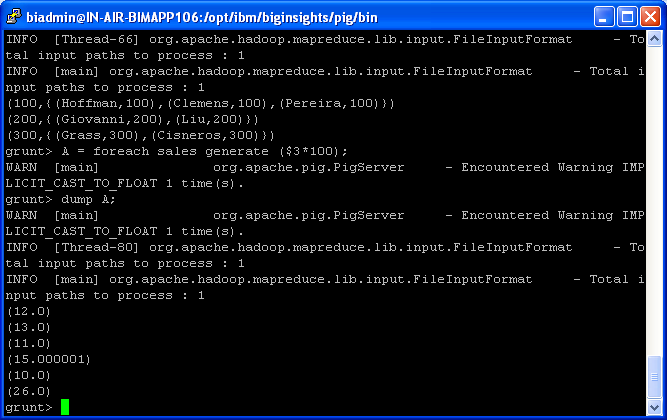 biadmin@IN-AIR-BIMAPP106:/opt/ibm/biginsights/pig/bin
INFO  [Thread-66] org.apache.hadoop.mapreduce.lib.input.FileInputFormat     - To
tal input paths to process : 1
INFO  [main] org.apache.hadoop.mapreduce.lib.input.FileInputFormat     - Total i
nput paths to process : 1
(100,{(Hoffman,100),(Clemens,100),(Pereira,100)})
(200,{(Giovanni,200),(Liu,200)})
(300,{(Grass,300),(Cisneros,300)})
grunt> A = foreach sales generate ($3*100);
WARN  [main]            org.apache.pig.PigServer     - Encountered Warning IMP
LICIT_CAST_TO_FLOAT 1 time(s).
grunt> dump A;
WARN  [main]            org.apache.pig.PigServer     - Encountered Warning IMP
LICIT_CAST_TO_FLOAT 1 time(s).
INFO  [Thread-80] org.apache.hadoop.mapreduce.lib.input.FileInputFormat     - To
tal input paths to process : 1
INFO  [main] org.apache.hadoop.mapreduce.lib.input.FileInputFormat     - Total i
nput paths to process : 1
(12.0)
(13.0)
(11.0)
(15.000001)
(10.0)
(26.0)
grunt>